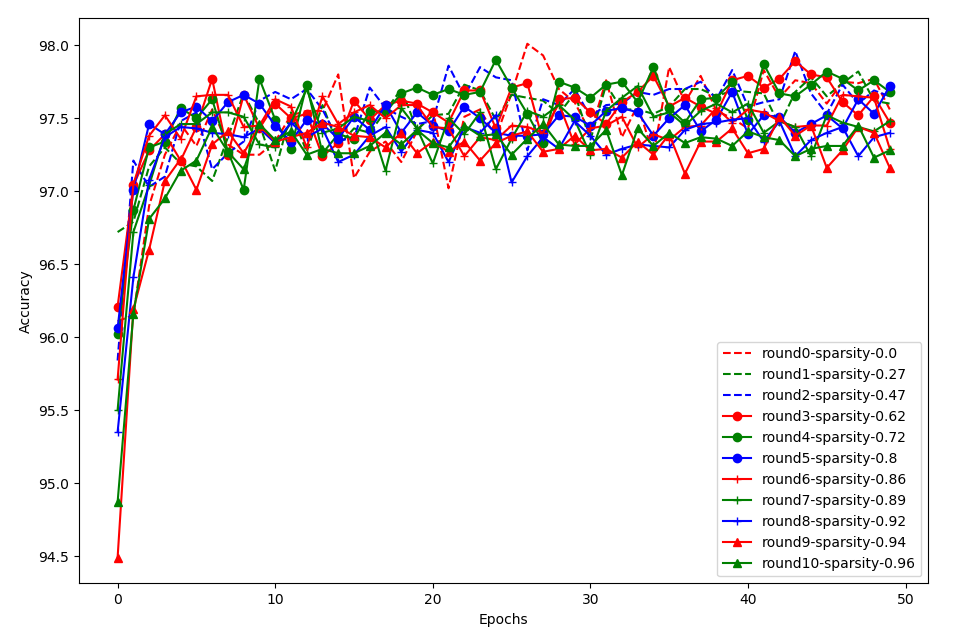 98.0
97.5
97.0
96.5
96.0
95.5
95.0
94.5
Accuracy
0 10 20 30 40 50
Epochs
round0-sparsity-0.0
round1-sparsity-0.27
round2-sparsity-0.47
round3-sparsity-0.62
round4-sparsity-0.72
round5-sparsity-0.8
round6-sparsity-0.86
round7-sparsity-0.89
round8-sparsity-0.92
round9-sparsity-0.94
round10-sparsity-0.96